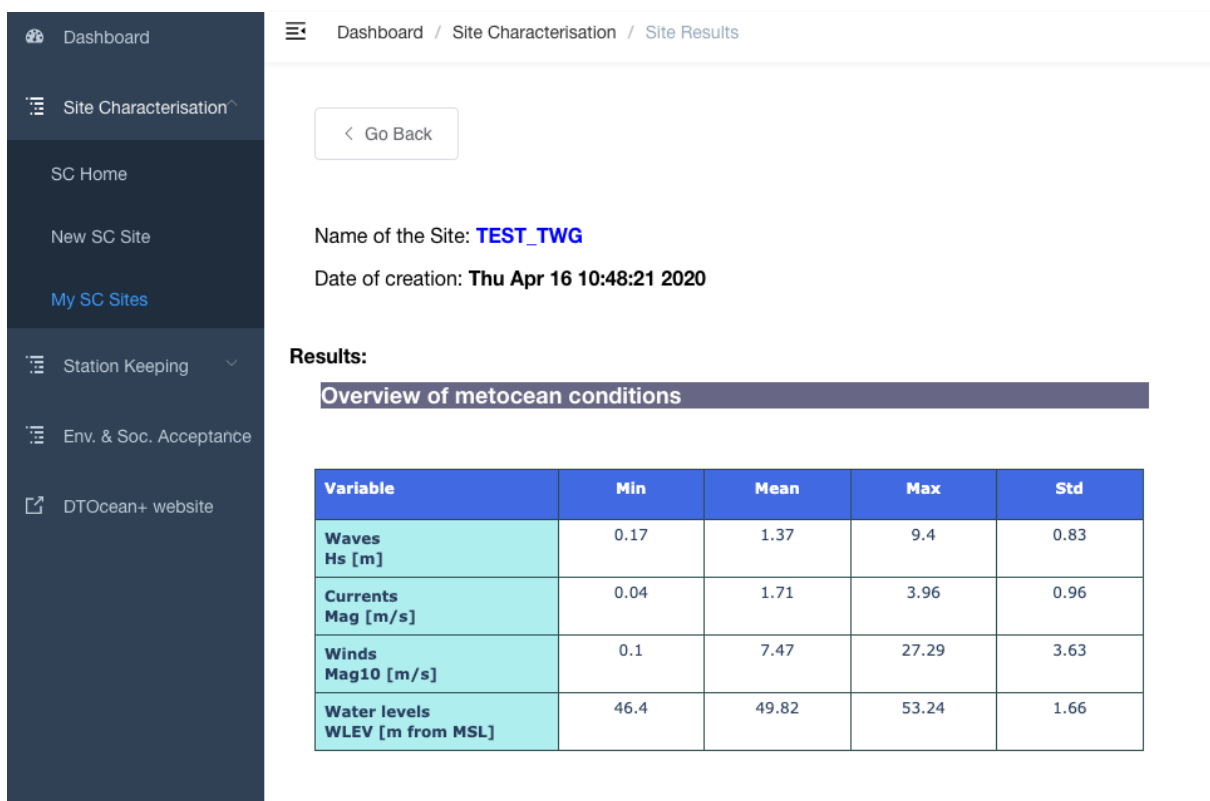 Dashboard
Site Characterisation
SC Home
New SC Site
My SC Sites
Station Keeping
Env. & Soc. Acceptance
DTOcean+ website
Dashboard / Site Characterisation / Site Results
< Go Back
Name of the Site: TEST_TWG
Date of creation: Thu Apr 16 10:48:21 2020
Results:
Overview of metocean conditions
Variable Min Mean Max Std
Waves
Hs [m] 0.17 1.37 9.4 0.83
Currents
Mag [m/s] 0.04 1.71 3.96 0.96
Winds
Mag10 [m/s] 0.1 7.47 27.29 3.63
Water levels
WLEV [m from MSL] 46.4 49.82 53.24 1.66